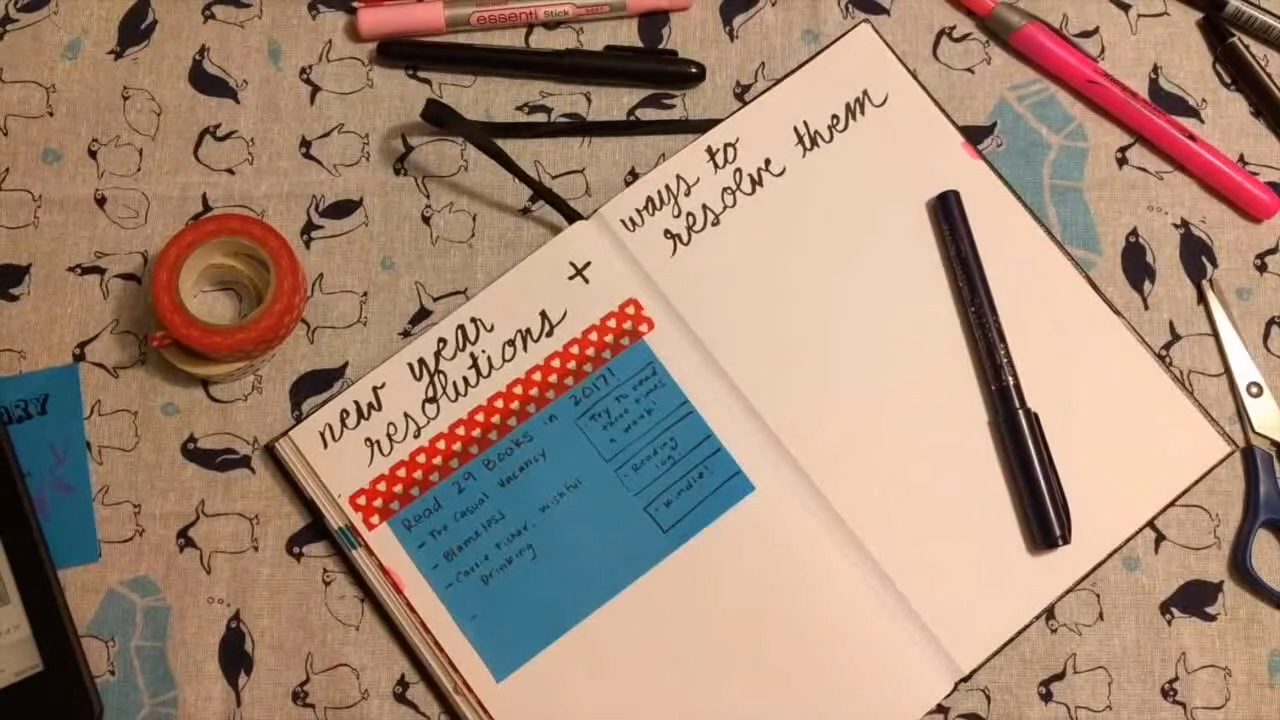 essenti Stick
ways to
resolve them
new year +
resolutions
Read 29 Books in 2017!
- The Casual Vacancy
- Blameless
- Carrie Fisher, Wishful
Drinking
-
- Try to read
three times
a week!
- Reading
log!
- Kindle!